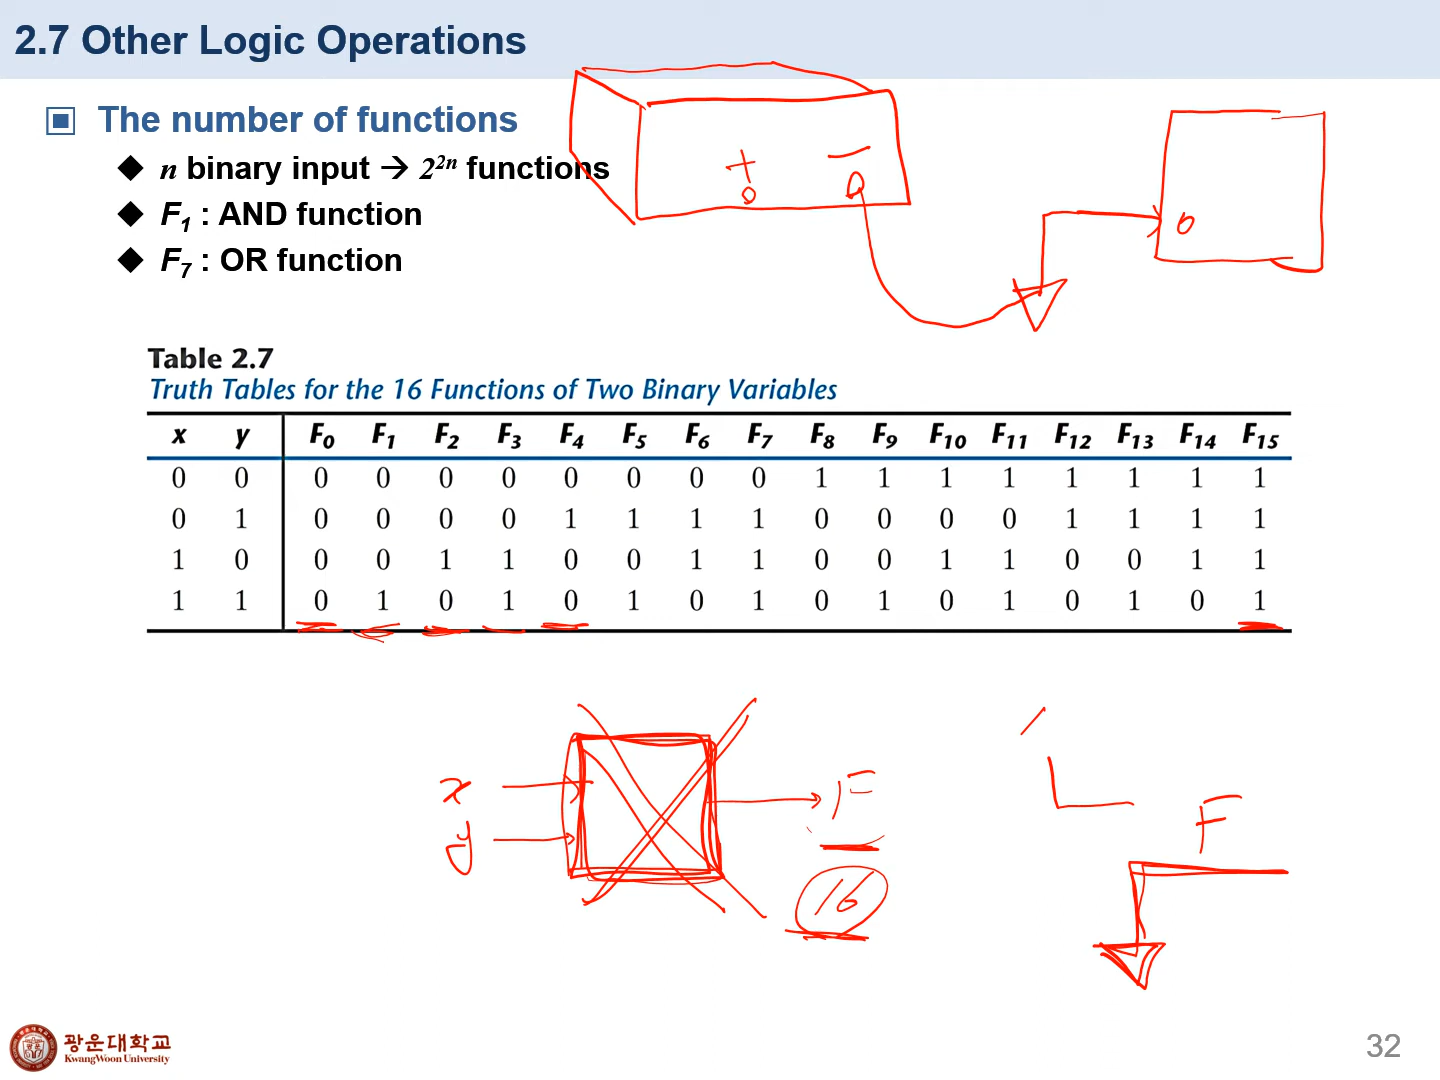 2.7 Other Logic Operations
The number of functions
n binary input → 2²ⁿ functions
F₁ : AND function
F₇ : OR function
+ −
Table 2.7
Truth Tables for the 16 Functions of Two Binary Variables
x y F₀ F₁ F₂ F₃ F₄ F₅ F₆ F₇ F₈ F₉ F₁₀ F₁₁ F₁₂ F₁₃ F₁₄ F₁₅
0 0 0 0 0 0 0 0 0 0 1 1 1 1 1 1 1 1
0 1 0 0 0 0 1 1 1 1 0 0 0 0 1 1 1 1
1 0 0 0 1 1 0 0 1 1 0 0 1 1 0 0 1 1
1 1 0 1 0 1 0 1 0 1 0 1 0 1 0 1 0 1
x
y
F
16
F
광운대학교
KwangWoon University
32